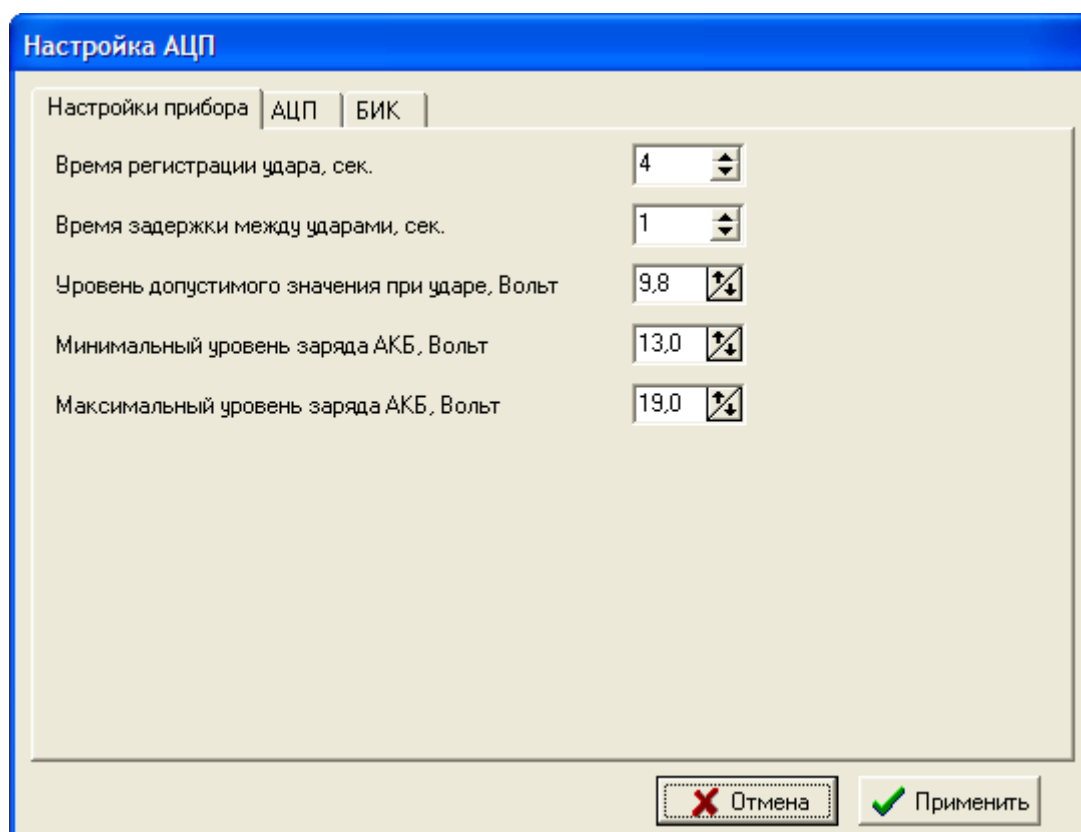 Настройка АЦП
Настройки прибора АЦП БИК
Время регистрации удара, сек. 4
Время задержки между ударами, сек. 1
Уровень допустимого значения при ударе, Вольт 9,8
Минимальный уровень заряда АКБ, Вольт 13,0
Максимальный уровень заряда АКБ, Вольт 19,0
Отмена Применить